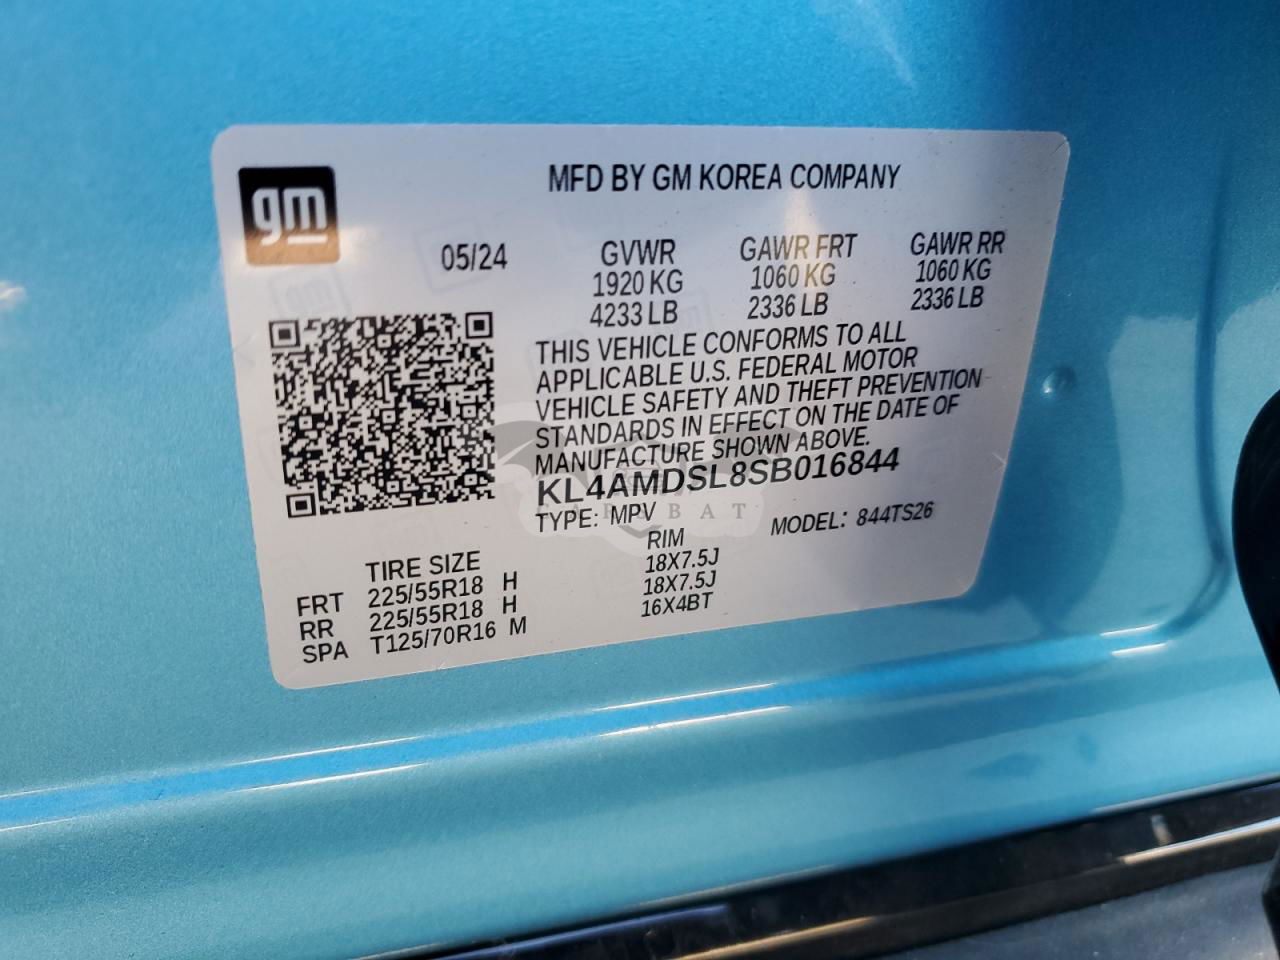 gm
MFD BY GM KOREA COMPANY
05/24 GVWR GAWR FRT GAWR RR
1920 KG 1060 KG 1060 KG
4233 LB 2336 LB 2336 LB
THIS VEHICLE CONFORMS TO ALL
APPLICABLE U.S. FEDERAL MOTOR
VEHICLE SAFETY AND THEFT PREVENTION
STANDARDS IN EFFECT ON THE DATE OF
MANUFACTURE SHOWN ABOVE.
KL4AMDSL8SB016844
TYPE: MPV MODEL: 844TS26
TIRE SIZE RIM
FRT 225/55R18 H 18X7.5J
RR 225/55R18 H 18X7.5J
SPA T125/70R16 M 16X4BT